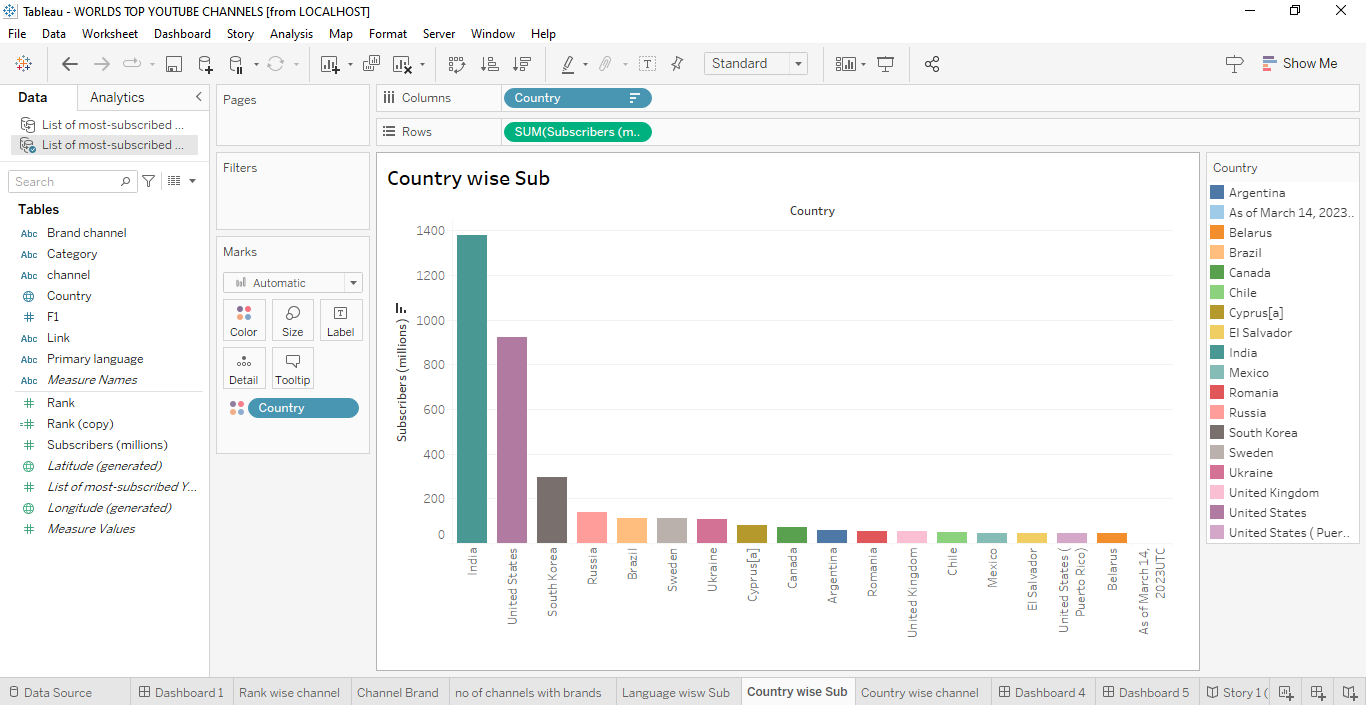 Tableau - WORLDS TOP YOUTUBE CHANNELS [from LOCALHOST]
File Data Worksheet Dashboard Story Analysis Map Format Server Window Help
Standard
Show Me
Data Analytics
List of most-subscribed ...
List of most-subscribed ...
Search
Tables
Abc Brand channel
Abc Category
Abc channel
Country
# F1
Abc Link
Abc Primary language
Abc Measure Names
# Rank
=# Rank (copy)
# Subscribers (millions)
Latitude (generated)
# List of most-subscribed Y...
Longitude (generated)
# Measure Values
Pages
Filters
Marks
Automatic
Color Size Label
Detail Tooltip
Country
Columns Country
Rows SUM(Subscribers (m..
Country wise Sub
Country
Subscribers (millions)
1400
1200
1000
800
600
400
200
0
India
United States
South Korea
Russia
Brazil
Sweden
Ukraine
Cyprus[a]
Canada
Argentina
Romania
United Kingdom
Chile
Mexico
El Salvador
United States (
Puerto Rico)
Belarus
As of March 14,
2023UTC
Country
Argentina
As of March 14, 2023..
Belarus
Brazil
Canada
Chile
Cyprus[a]
El Salvador
India
Mexico
Romania
Russia
South Korea
Sweden
Ukraine
United Kingdom
United States
United States ( Puer..
Data Source Dashboard 1 Rank wise channel Channel Brand no of channels with brands Language wisw Sub Country wise Sub Country wise channel Dashboard 4 Dashboard 5 Story 1 (